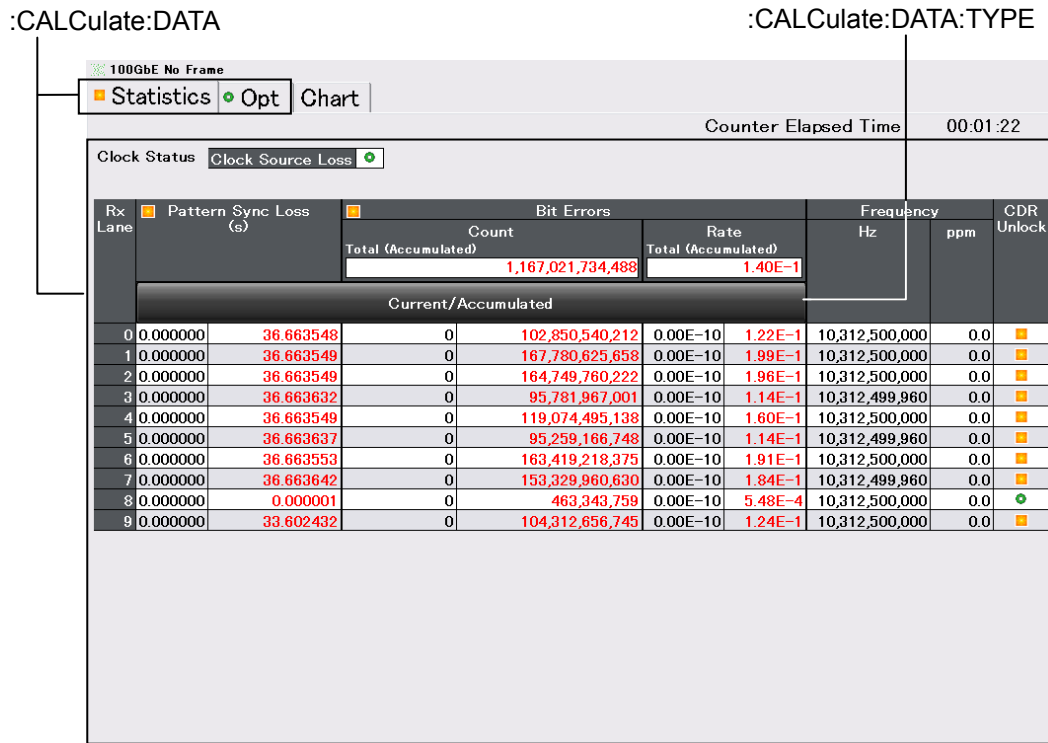 :CALCulate:DATA :CALCulate:DATA:TYPE
100GbE No Frame
Statistics Opt Chart
Counter Elapsed Time 00:01:22
Clock Status Clock Source Loss
Rx Pattern Sync Loss Bit Errors Frequency CDR
Lane (s) Count Rate Hz ppm Unlock
Total (Accumulated) Total (Accumulated)
1,167,021,734,488 1.40E-1
Current/Accumulated
0 0.000000 36.663548 0 102,850,540,212 0.00E-10 1.22E-1 10,312,500,000 0.0
1 0.000000 36.663549 0 167,780,625,658 0.00E-10 1.99E-1 10,312,500,000 0.0
2 0.000000 36.663549 0 164,749,760,222 0.00E-10 1.96E-1 10,312,500,000 0.0
3 0.000000 36.663632 0 95,781,967,001 0.00E-10 1.14E-1 10,312,499,960 0.0
4 0.000000 36.663549 0 119,074,495,138 0.00E-10 1.60E-1 10,312,500,000 0.0
5 0.000000 36.663637 0 95,259,166,748 0.00E-10 1.14E-1 10,312,499,960 0.0
6 0.000000 36.663553 0 163,419,218,375 0.00E-10 1.91E-1 10,312,500,000 0.0
7 0.000000 36.663642 0 153,329,960,630 0.00E-10 1.84E-1 10,312,499,960 0.0
8 0.000000 0.000001 0 463,343,759 0.00E-10 5.48E-4 10,312,500,000 0.0
9 0.000000 33.602432 0 104,312,656,745 0.00E-10 1.24E-1 10,312,500,000 0.0